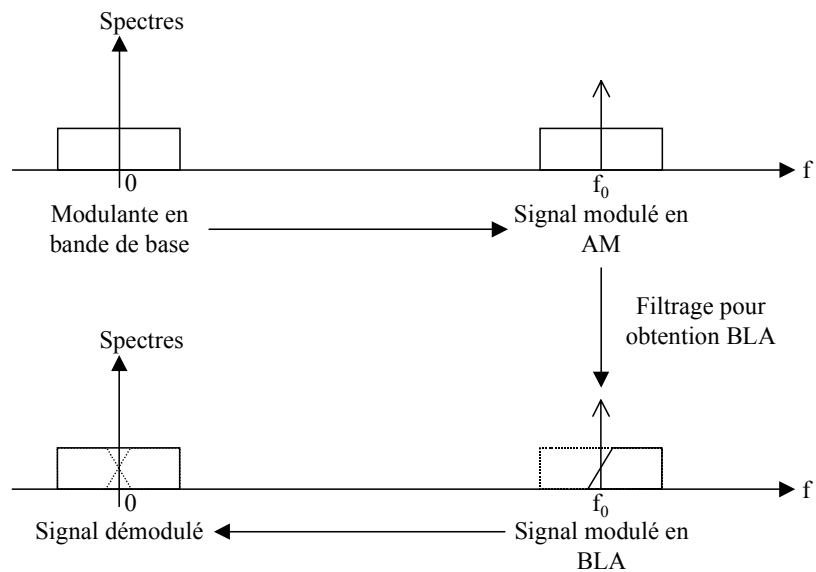 Spectres
0
f₀
f
Modulante en
bande de base
Signal modulé en
AM
Filtrage pour
obtention BLA
Spectres
0
f₀
f
Signal démodulé
Signal modulé en
BLA